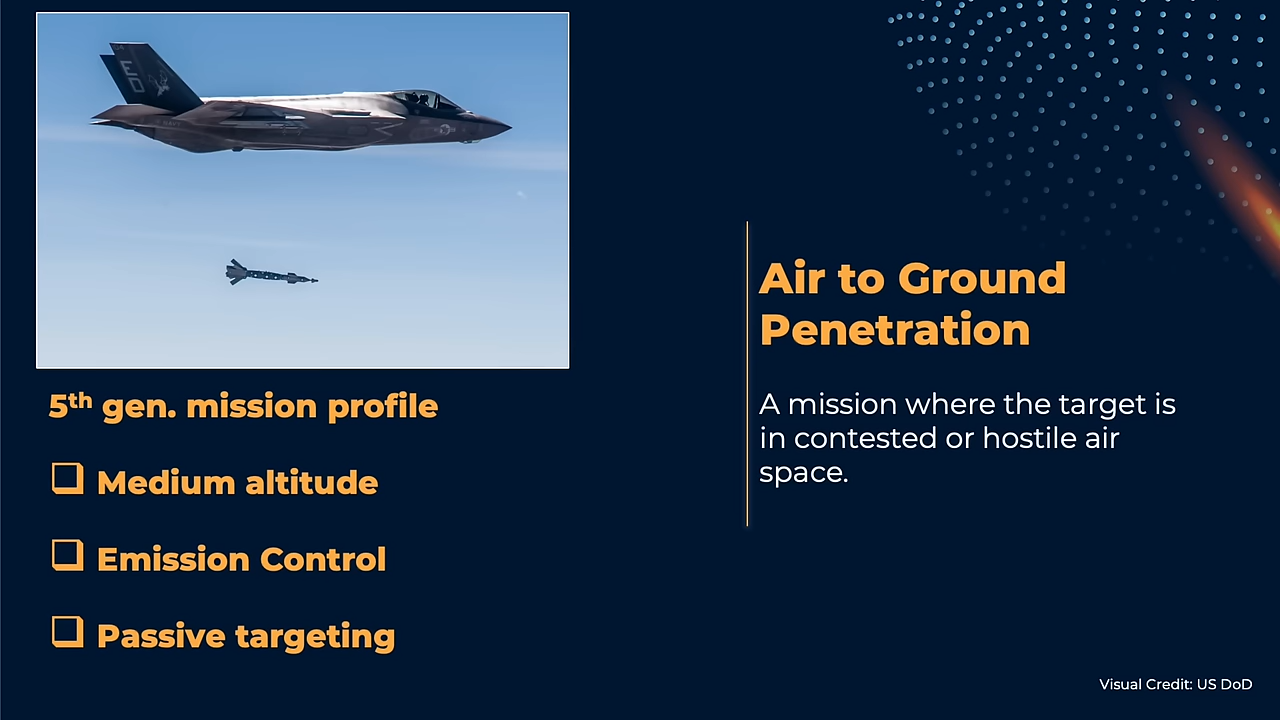 ED
5th gen. mission profile
Medium altitude
Emission Control
Passive targeting
Air to Ground
Penetration
A mission where the target is
in contested or hostile air
space.
Visual Credit: US DoD